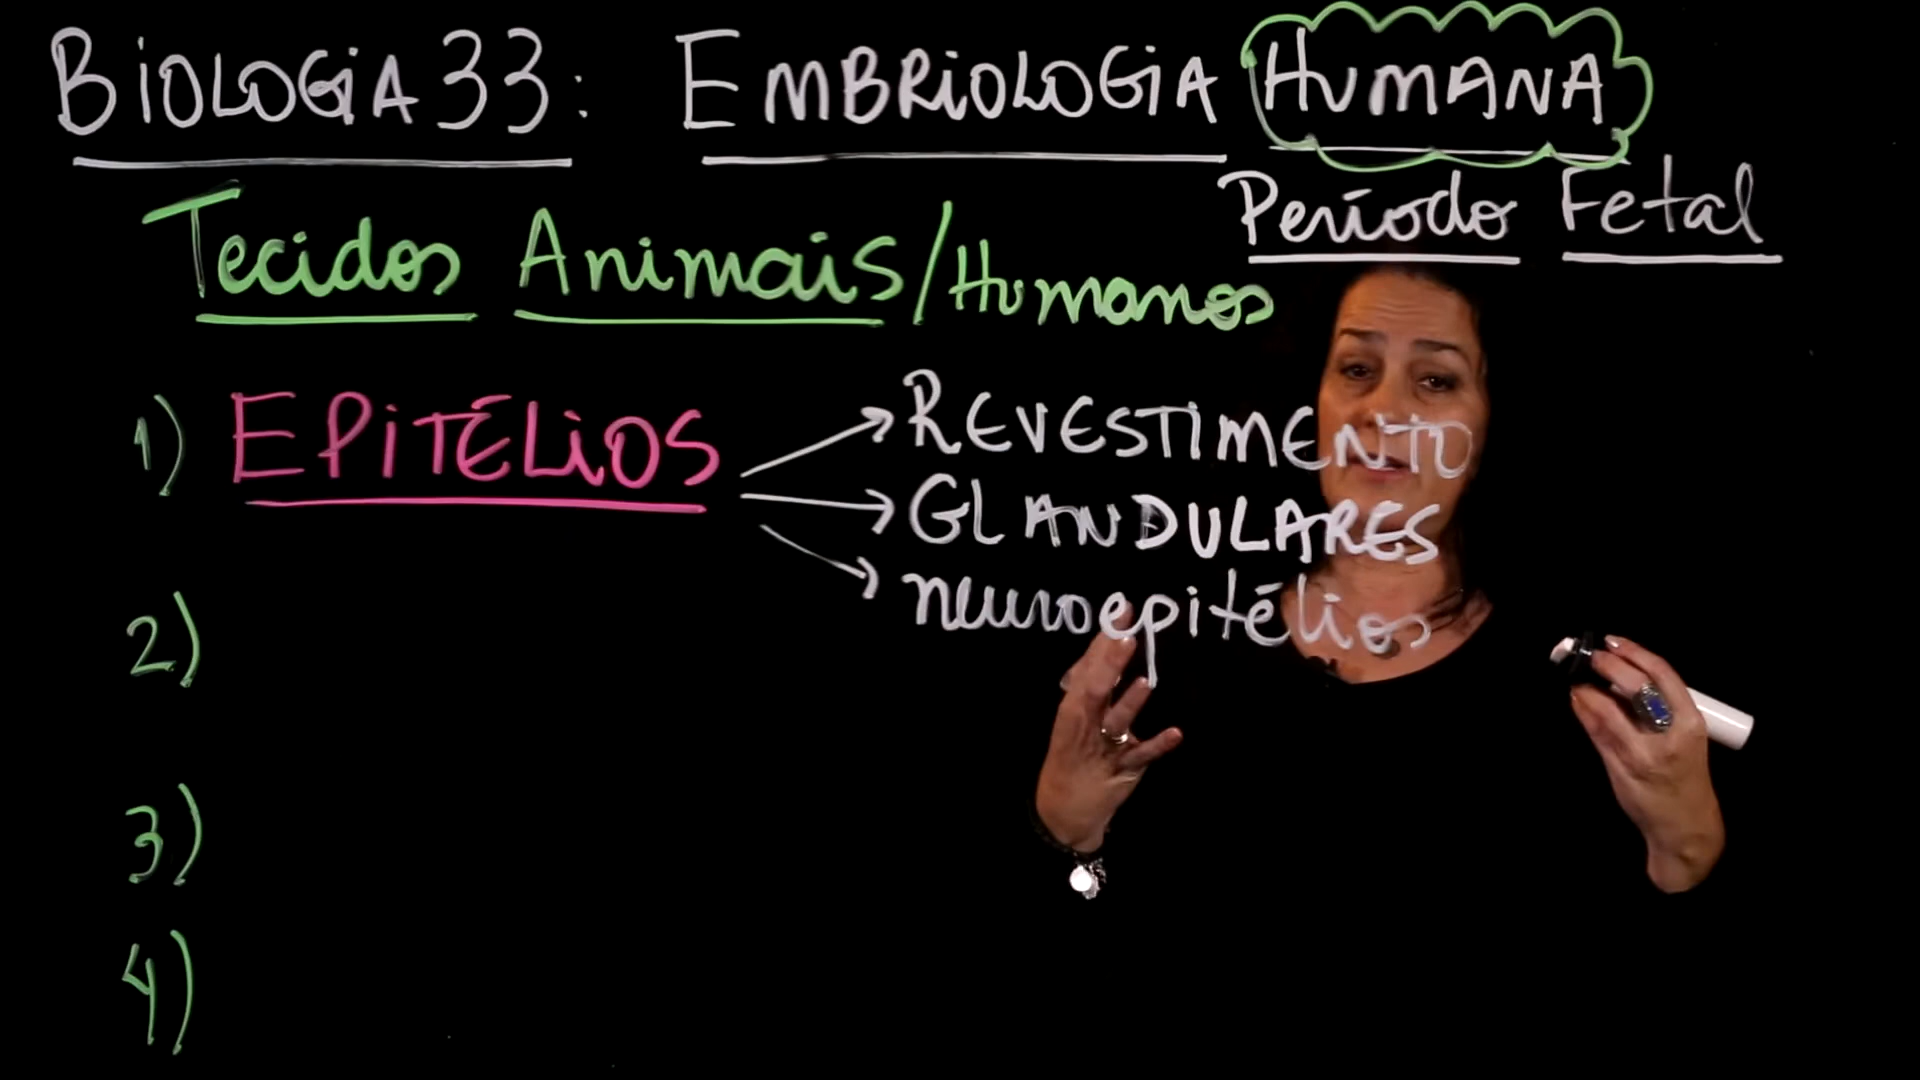 BiOLOGiA 33: EMBRiOLOGiA HUMANA
Período Fetal
Tecidos Animais/Humanos
1) EPiTÉLiOS
REVESTIMENTO
GLANDULARES
neuroepitélios
2)
3)
4)